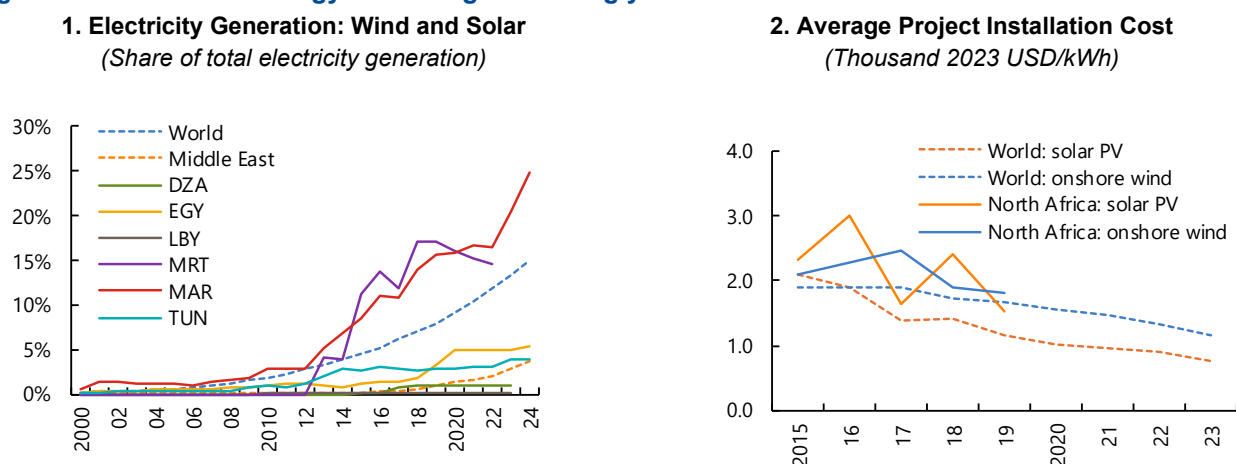 1. Electricity Generation: Wind and Solar
(Share of total electricity generation)
30%
25%
20%
15%
10%
5%
0%
World
Middle East
DZA
EGY
LBY
MRT
MAR
TUN
2000
02
04
06
08
2010
12
14
16
18
2020
22
24
2. Average Project Installation Cost
(Thousand 2023 USD/kWh)
4.0
3.0
2.0
1.0
0.0
World: solar PV
World: onshore wind
North Africa: solar PV
North Africa: onshore wind
2015
16
17
18
19
2020
21
22
23